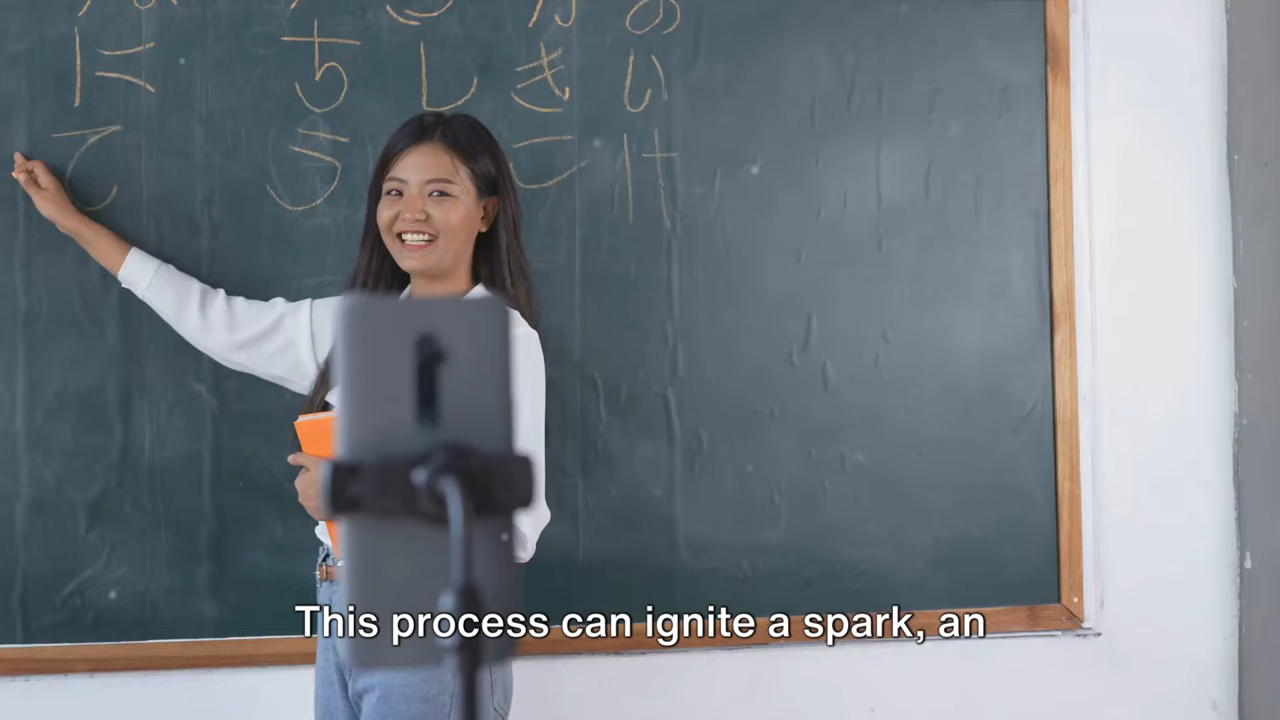 に ち し き い
て う こ け
This process can ignite a spark, an